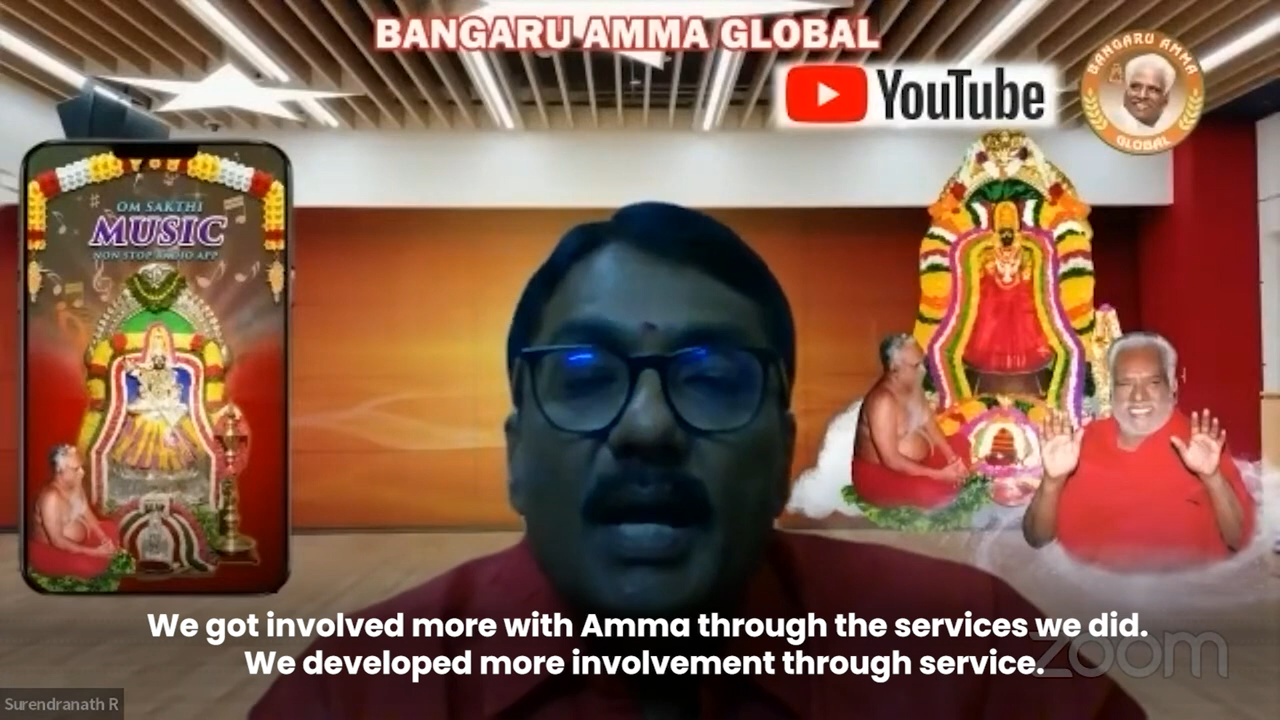 BANGARU AMMA GLOBAL
YouTube
BANGARU AMMA
GLOBAL
OM SAKTHI
MUSIC
NON STOP RADIO APP
We got involved more with Amma through the services we did.
We developed more involvement through service.
zoom
Surendranath R